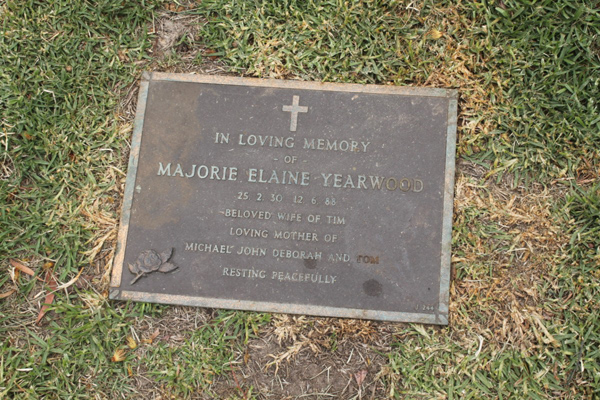 IN LOVING MEMORY
OF
MAJORIE ELAINE YEARWOOD
25. 2. 30 12. 6. 88
BELOVED WIFE OF TIM
LOVING MOTHER OF
MICHAEL JOHN DEBORAH AND TOM
RESTING PEACEFULLY